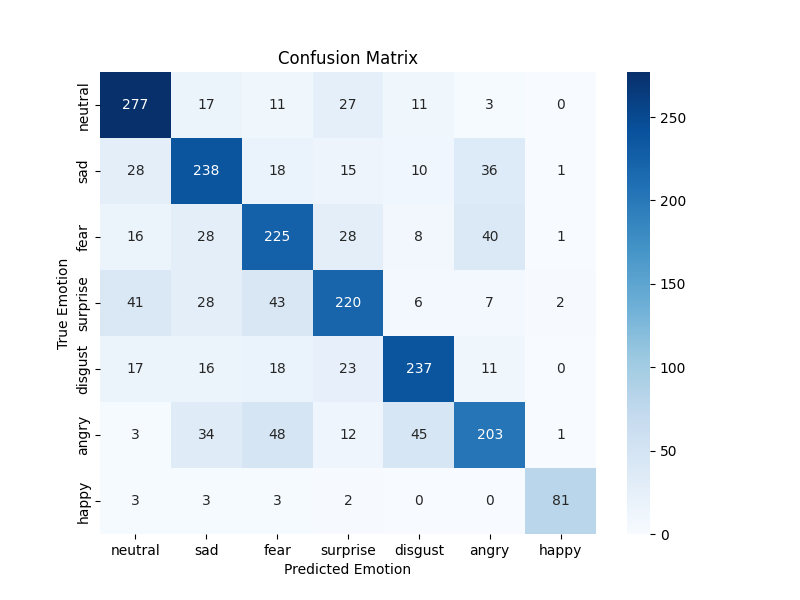 Confusion Matrix
True Emotion
neutral 277 17 11 27 11 3 0
sad 28 238 18 15 10 36 1
fear 16 28 225 28 8 40 1
surprise 41 28 43 220 6 7 2
disgust 17 16 18 23 237 11 0
angry 3 34 48 12 45 203 1
happy 3 3 3 2 0 0 81
neutral sad fear surprise disgust angry happy
Predicted Emotion
250
200
150
100
50
0